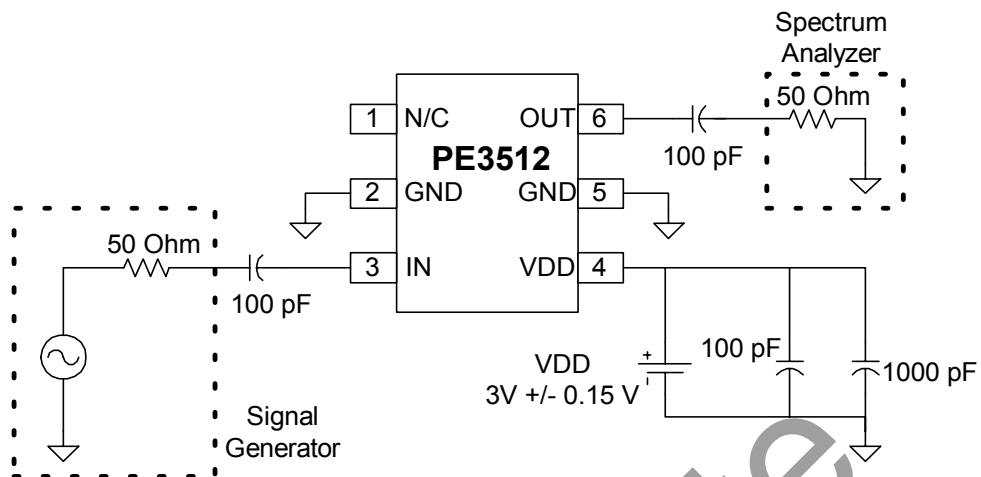 Spectrum
Analyzer
50 Ohm
1 N/C OUT 6
PE3512
100 pF
2 GND GND 5
50 Ohm
3 IN VDD 4
100 pF
VDD
3V +/- 0.15 V
+
-
100 pF
1000 pF
Signal
Generator